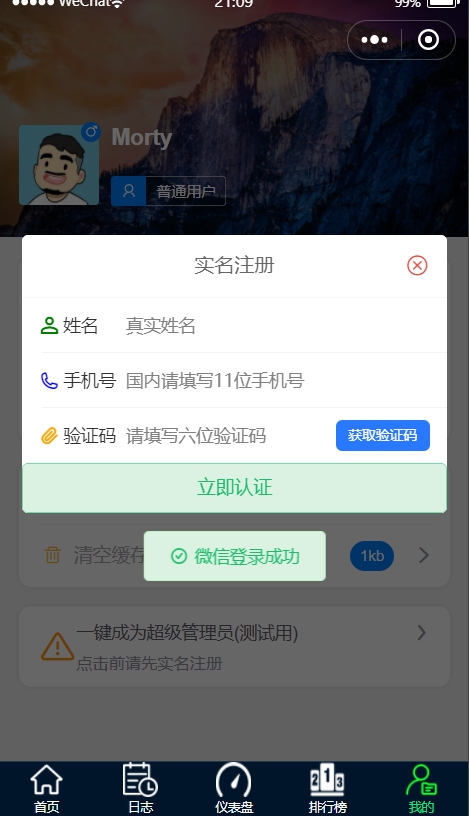 WeChat
21:09
99%
Morty
普通用户
实名注册
姓名 真实姓名
手机号 国内请填写11位手机号
验证码 请填写六位验证码 获取验证码
立即认证
清空缓存 1kb
微信登录成功
一键成为超级管理员(测试用)
点击前请先实名注册
首页 日志 仪表盘 排行榜 我的